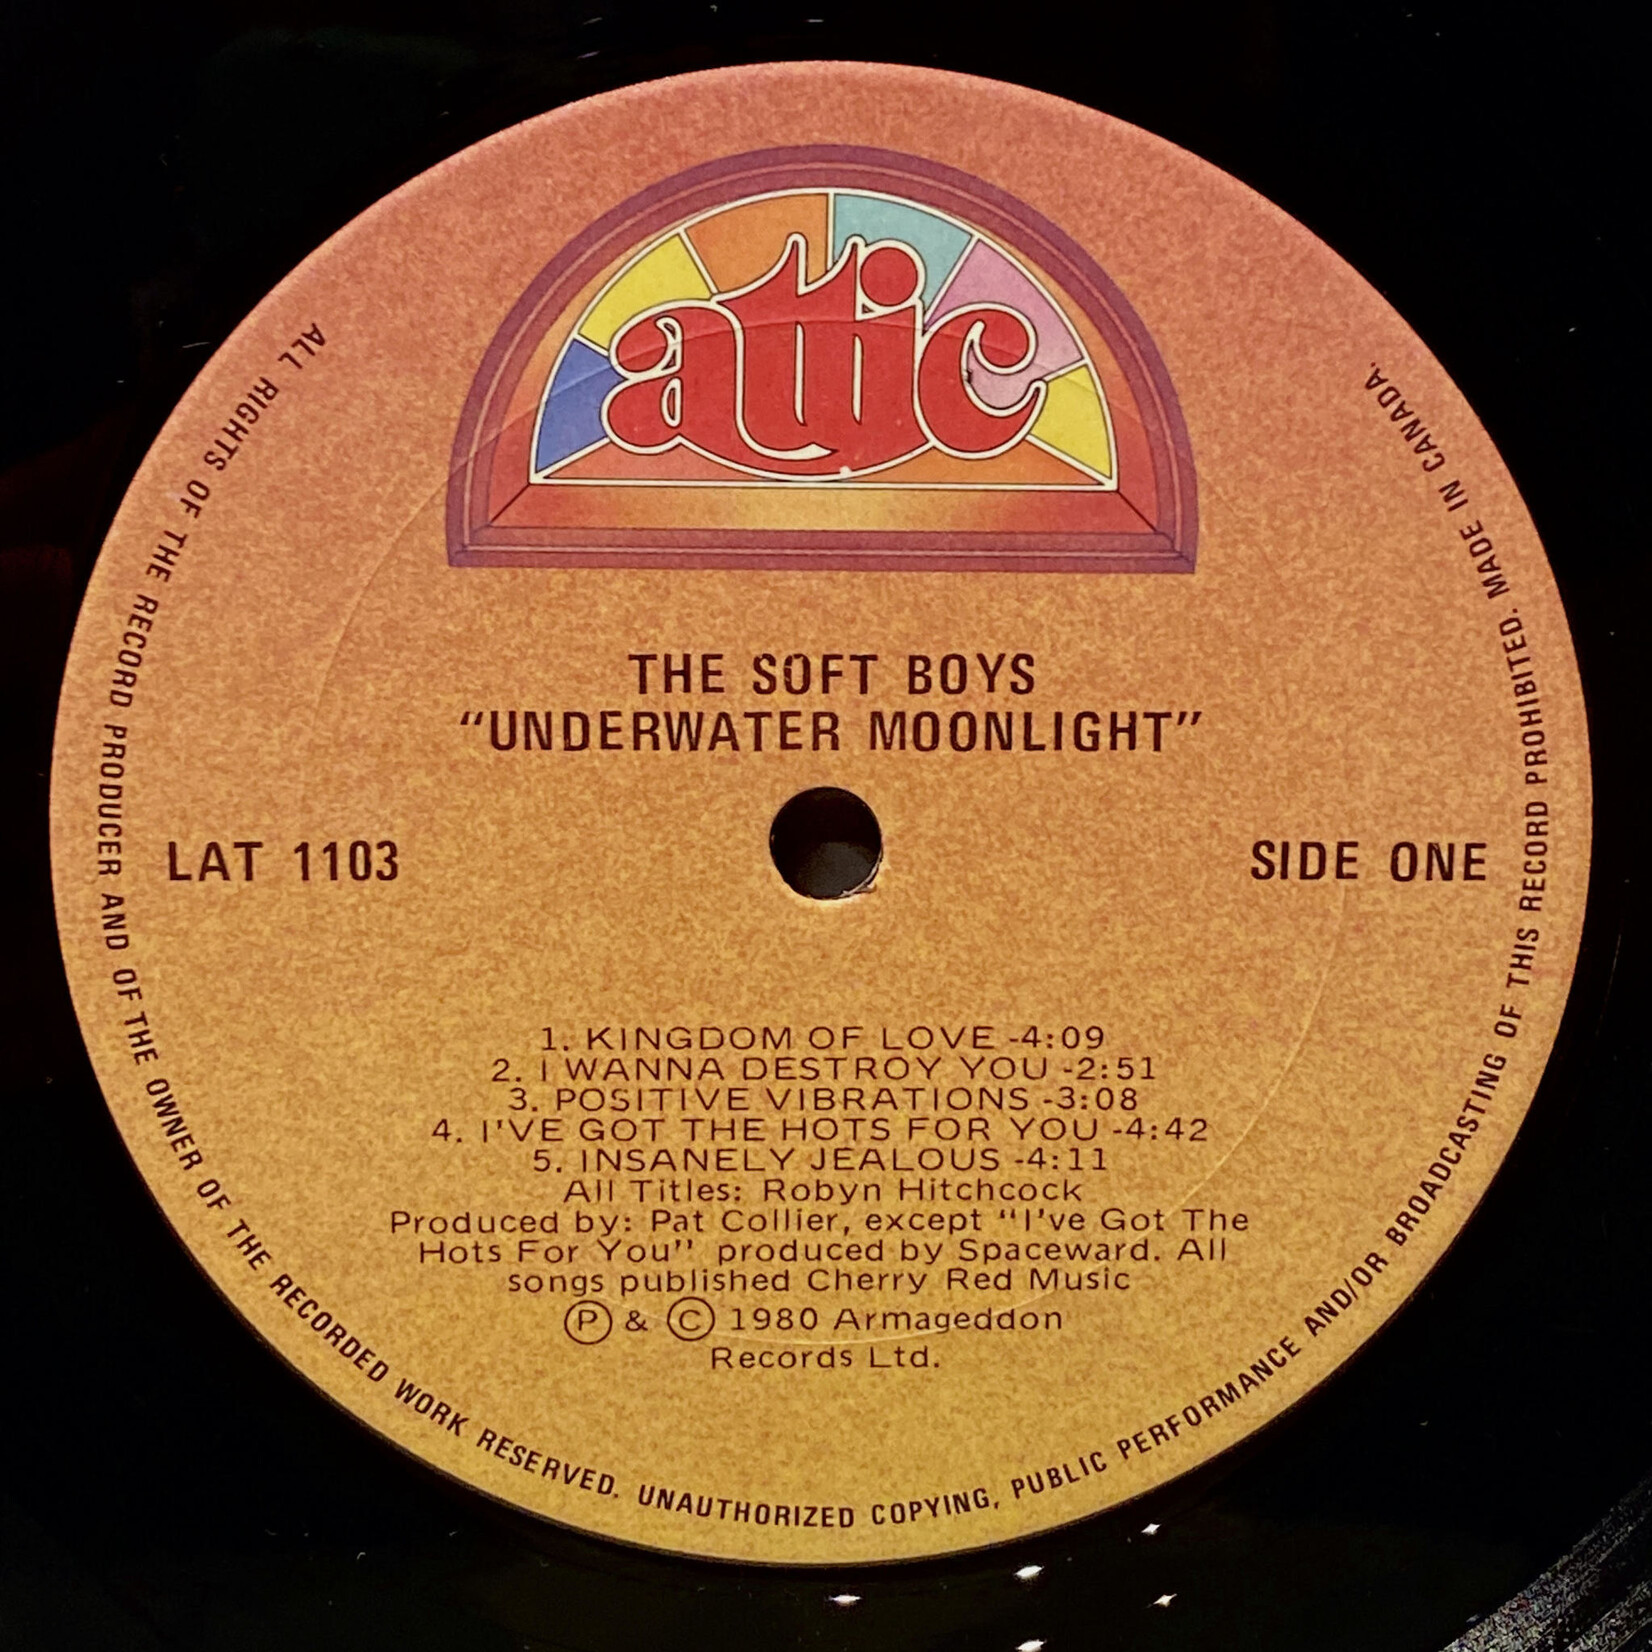 attic
THE SOFT BOYS
“UNDERWATER MOONLIGHT”
LAT 1103
SIDE ONE
1. KINGDOM OF LOVE -4:09
2. I WANNA DESTROY YOU -2:51
3. POSITIVE VIBRATIONS -3:08
4. I'VE GOT THE HOTS FOR YOU -4:42
5. INSANELY JEALOUS -4:11
All Titles: Robyn Hitchcock
Produced by: Pat Collier, except "I've Got The
Hots For You" produced by Spaceward. All
songs published Cherry Red Music
Ⓟ & Ⓒ 1980 Armageddon
Records Ltd.
ALL RIGHTS OF THE RECORD PRODUCER AND OF THE OWNER OF THE RECORDED WORK RESERVED. UNAUTHORIZED COPYING, PUBLIC PERFORMANCE AND/OR BROADCASTING OF THIS RECORD PROHIBITED. MADE IN CANADA.